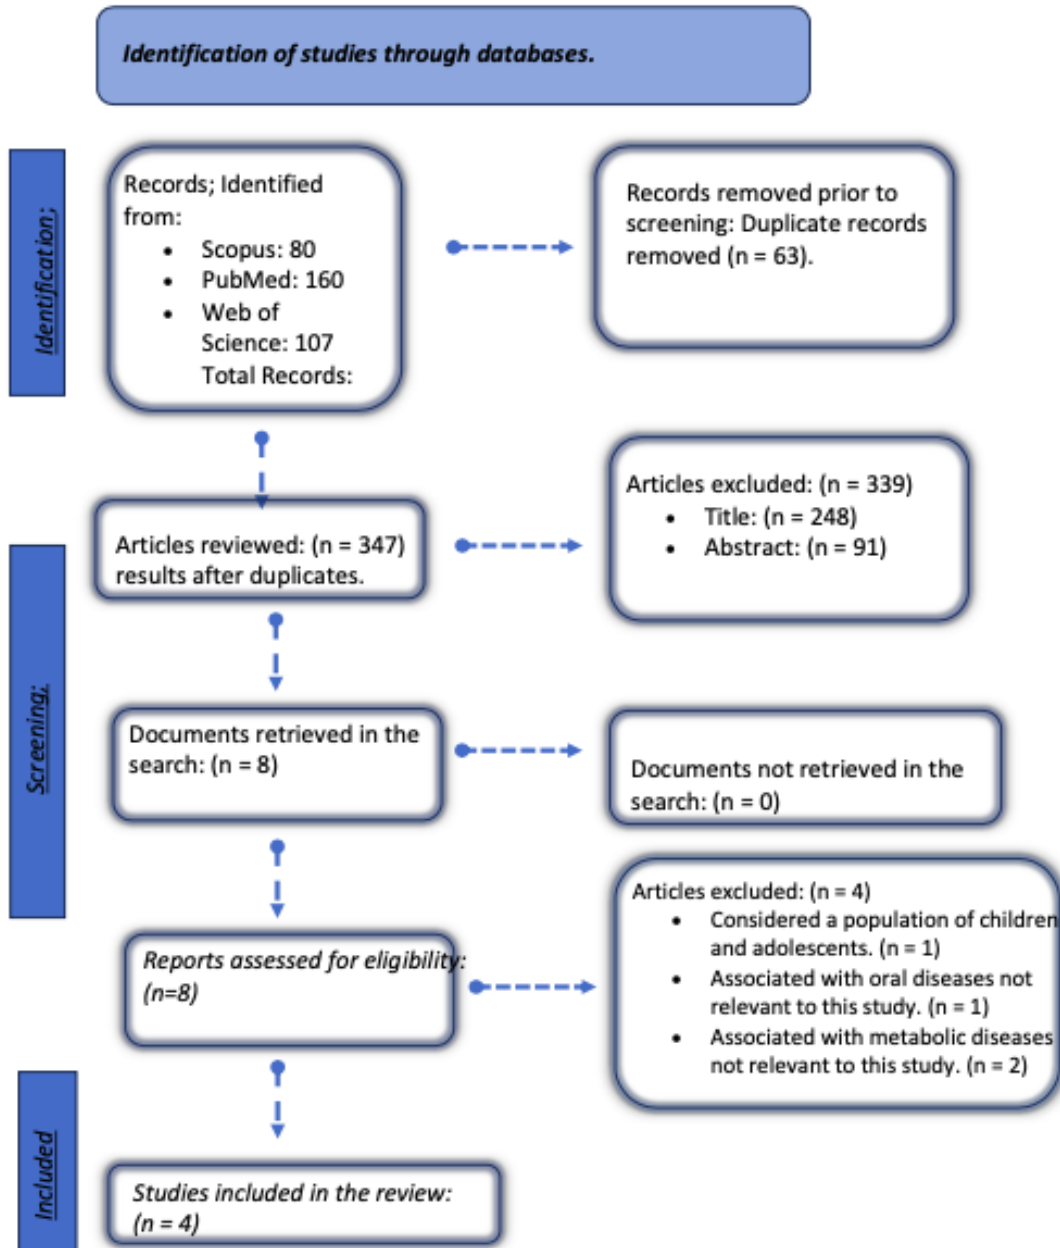 Identification of studies through databases.
Identification;
Records; Identified
from:
• Scopus: 80
• PubMed: 160
• Web of
Science: 107
Total Records:
Records removed prior to
screening: Duplicate records
removed (n = 63).
Screening;
Articles reviewed: (n = 347)
results after duplicates.
Articles excluded: (n = 339)
• Title: (n = 248)
• Abstract: (n = 91)
Documents retrieved in the
search: (n = 8)
Documents not retrieved in the
search: (n = 0)
Reports assessed for eligibility:
(n=8)
Articles excluded: (n = 4)
• Considered a population of children
and adolescents. (n = 1)
• Associated with oral diseases not
relevant to this study. (n = 1)
• Associated with metabolic diseases
not relevant to this study. (n = 2)
Included
Studies included in the review:
(n = 4)